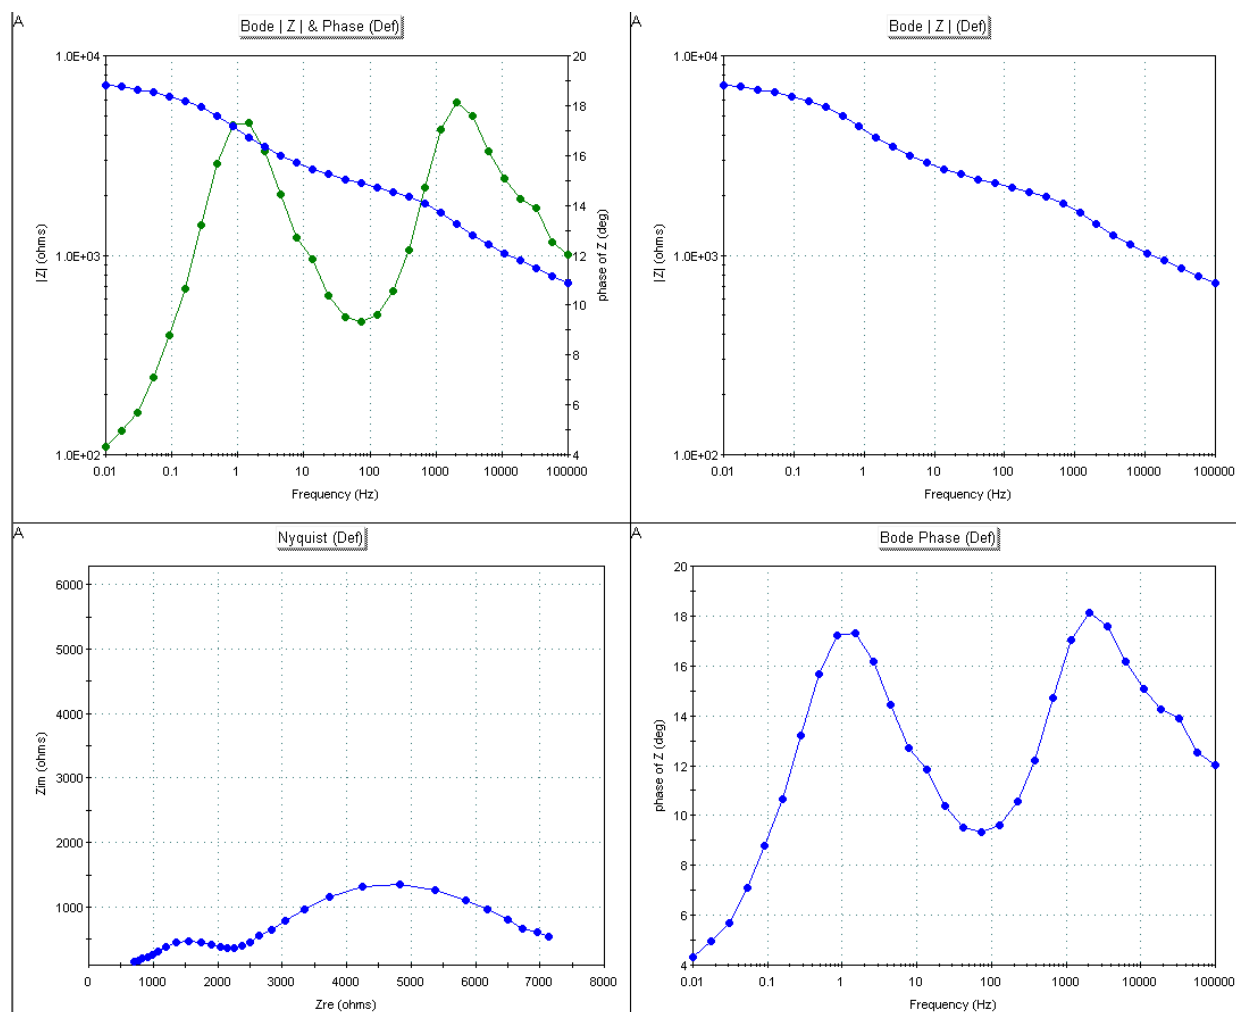 A
Bode | Z | & Phase (Def)
1.0E+04
1.0E+03
1.0E+02
|Z| (ohms)
20
18
16
14
12
10
8
6
4
phase of Z (deg)
0.01 0.1 1 10 100 1000 10000 100000
Frequency (Hz)
A
Bode | Z | (Def)
1.0E+04
1.0E+03
1.0E+02
|Z| (ohms)
0.01 0.1 1 10 100 1000 10000 100000
Frequency (Hz)
A
Nyquist (Def)
6000
5000
4000
3000
2000
1000
Zim (ohms)
0 1000 2000 3000 4000 5000 6000 7000 8000
Zre (ohms)
A
Bode Phase (Def)
20
18
16
14
12
10
8
6
4
phase of Z (deg)
0.01 0.1 1 10 100 1000 10000 100000
Frequency (Hz)